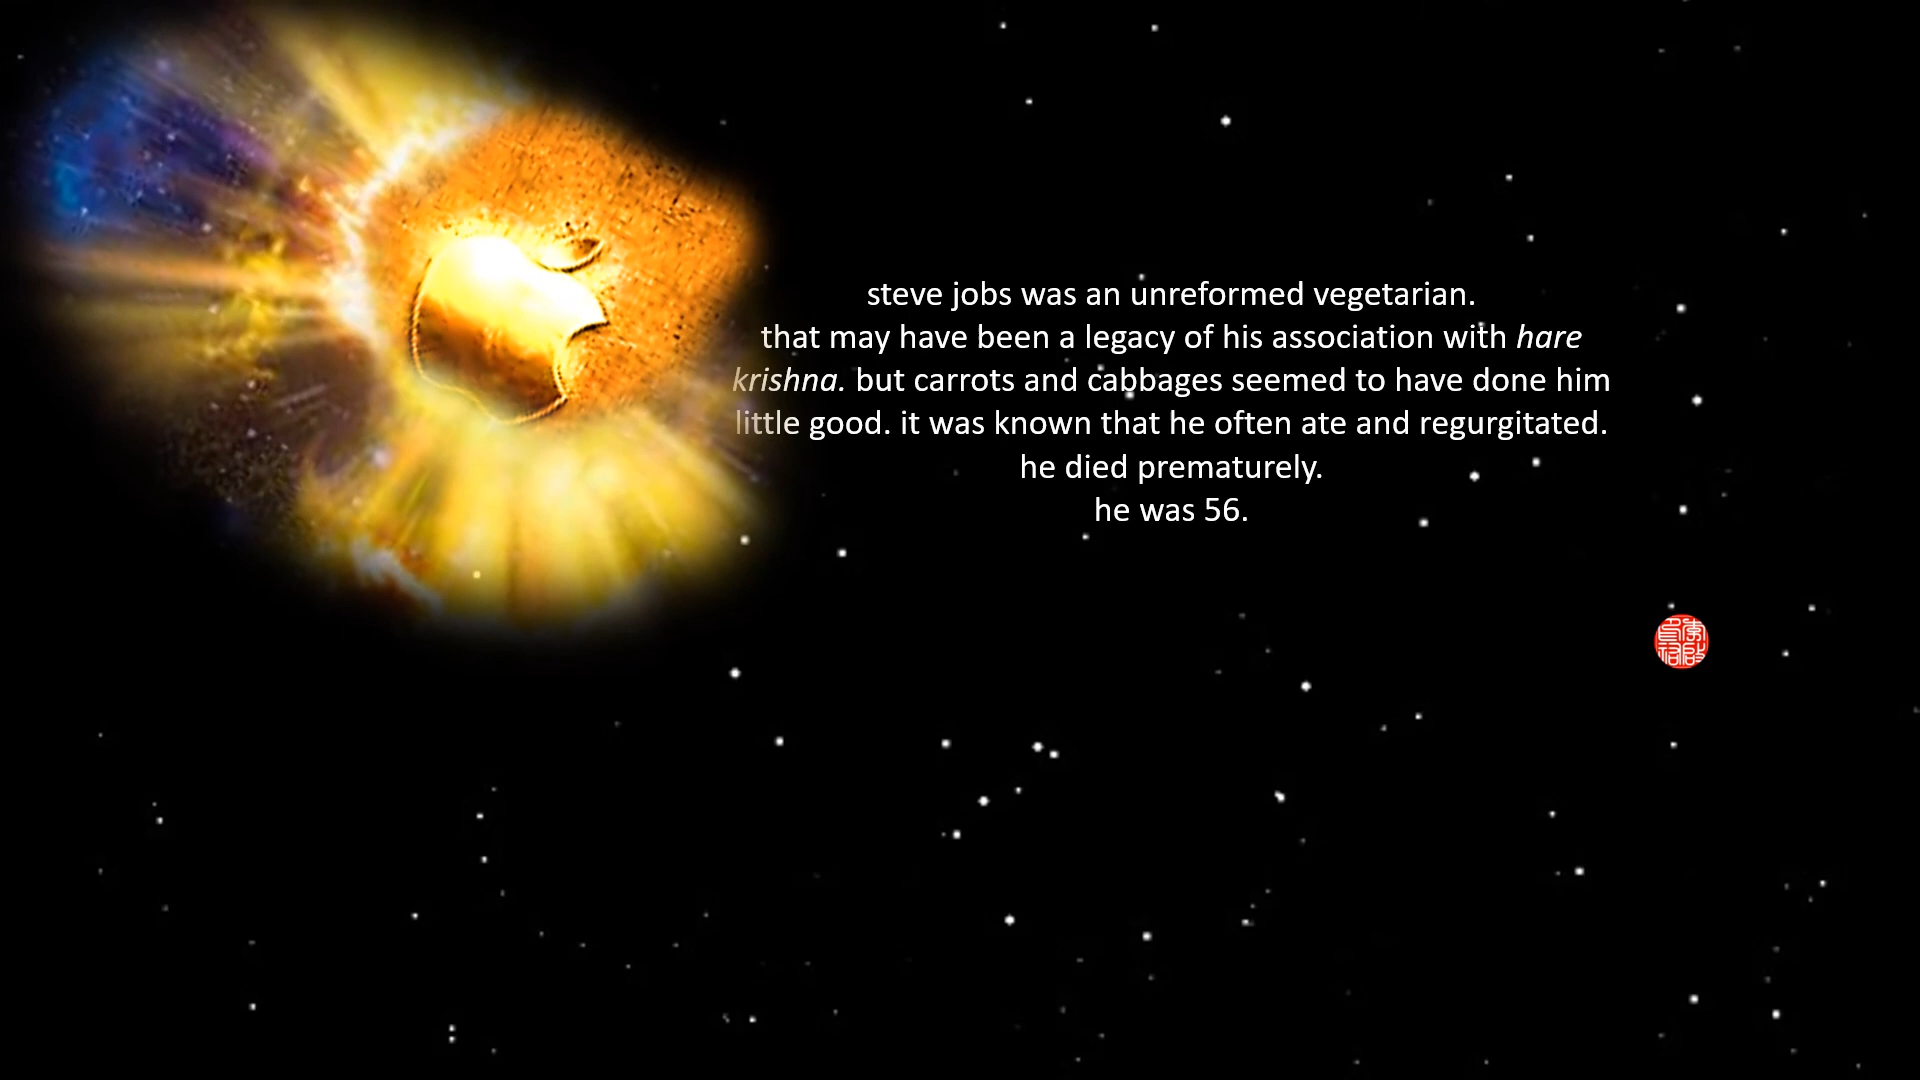 steve jobs was an unreformed vegetarian.
that may have been a legacy of his association with hare
krishna. but carrots and cabbages seemed to have done him
little good. it was known that he often ate and regurgitated.
he died prematurely.
he was 56.